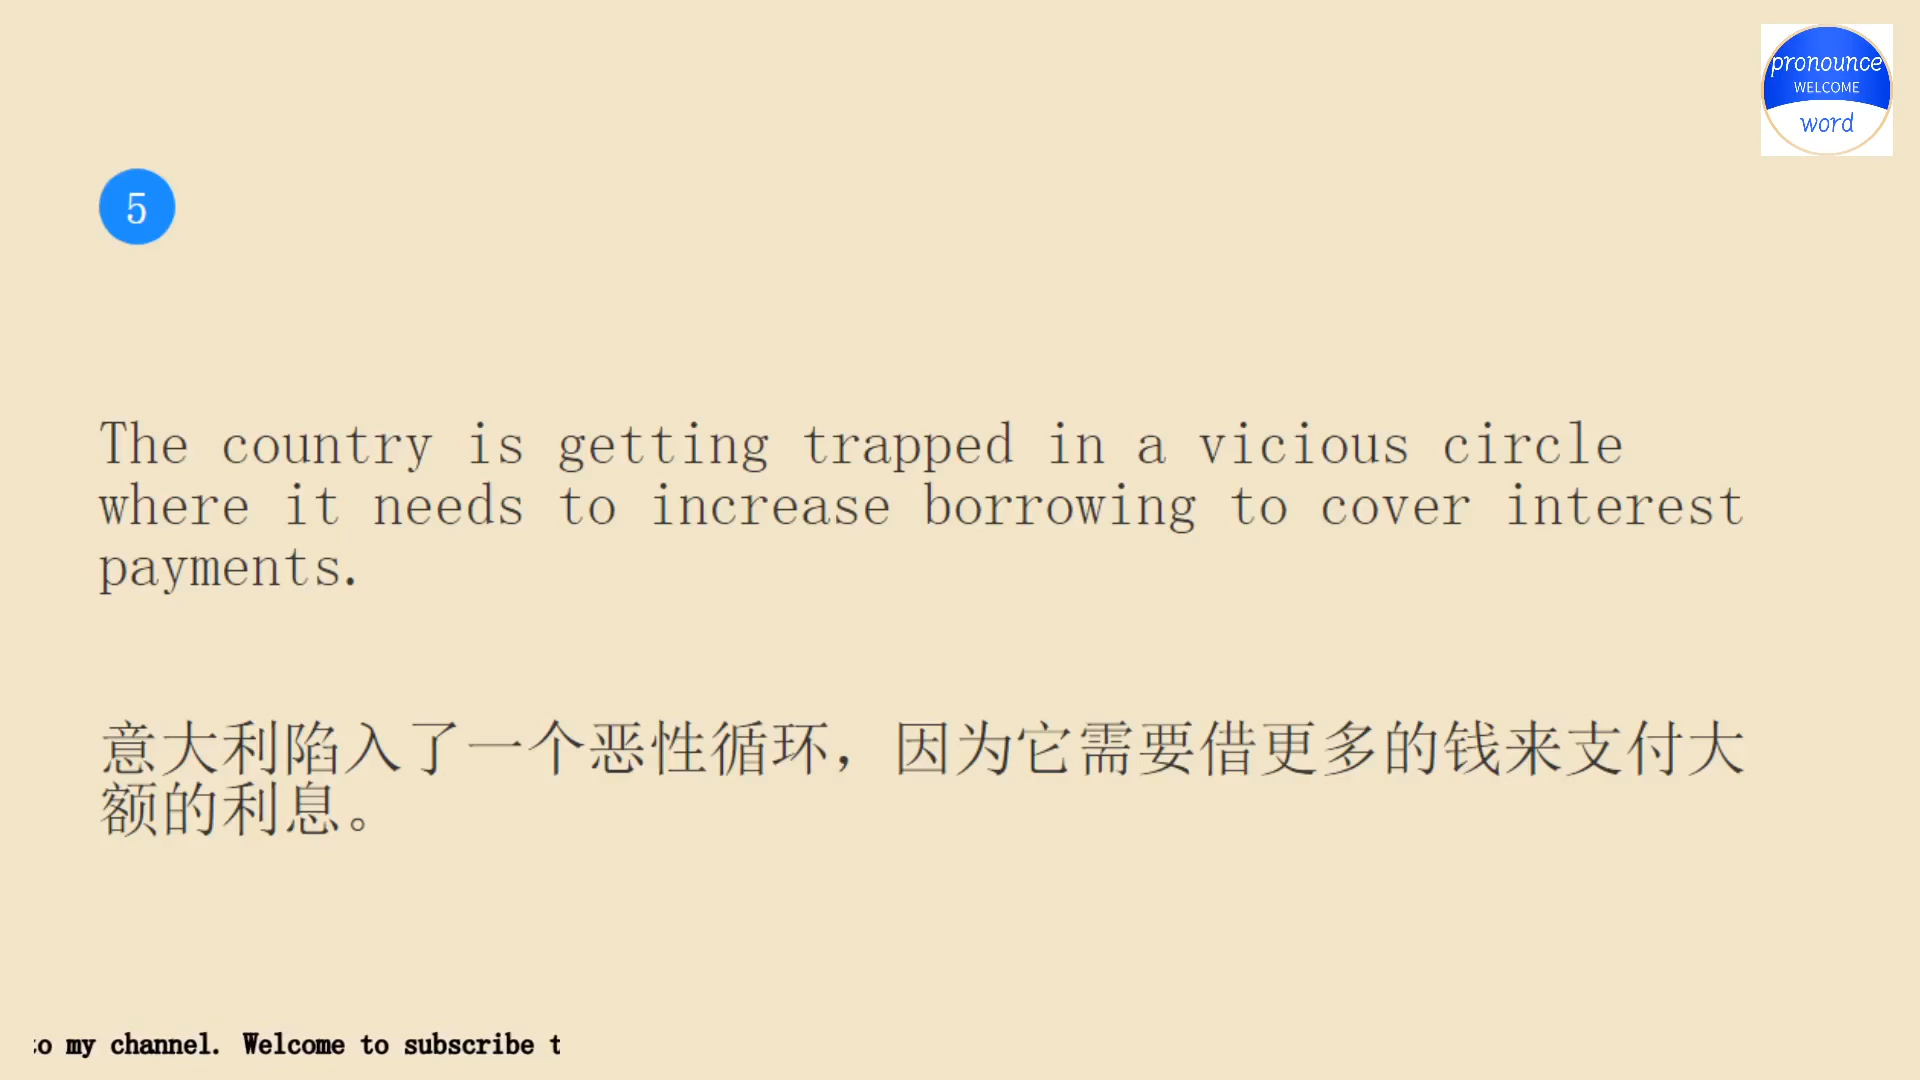 pronounce
WELCOME
word
5
The country is getting trapped in a vicious circle
where it needs to increase borrowing to cover interest
payments.
意大利陷入了一个恶性循环，因为它需要借更多的钱来支付大
额的利息。
to my channel. Welcome to subscribe t